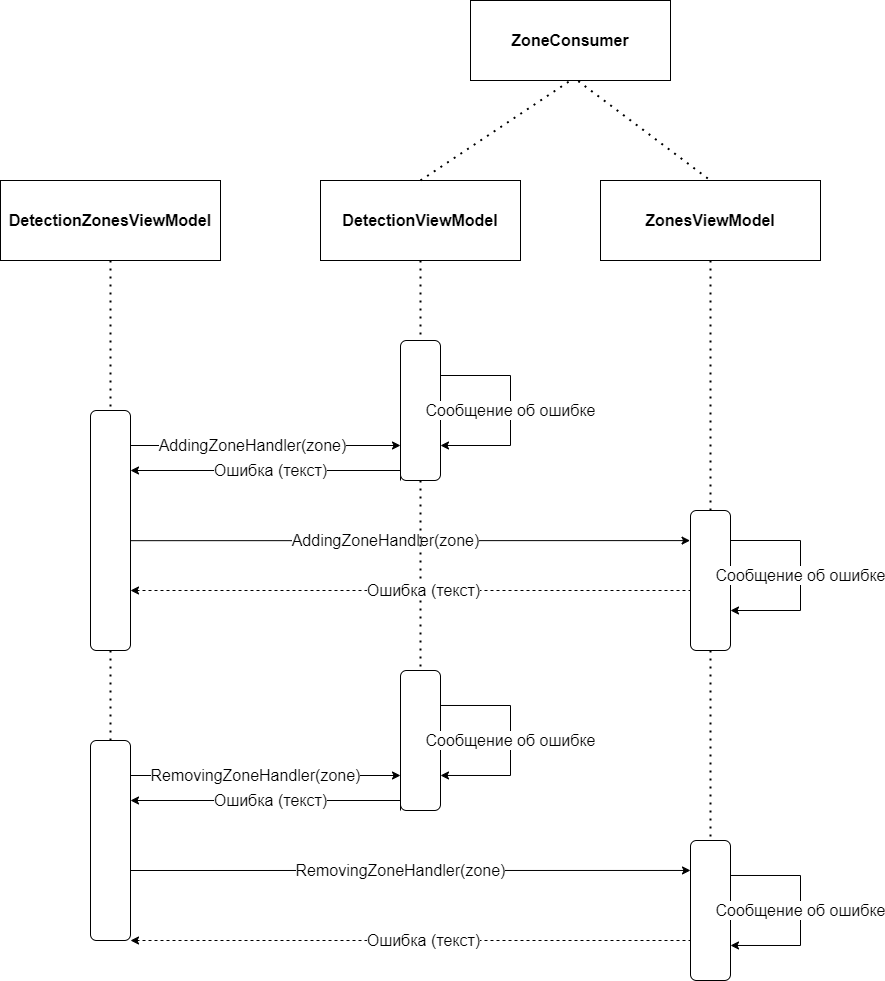 ZoneConsumer
DetectionZonesViewModel
DetectionViewModel
ZonesViewModel
Сообщение об ошибке
AddingZoneHandler(zone)
Ошибка (текст)
AddingZoneHandler(zone)
Сообщение об ошибке
Ошибка (текст)
Сообщение об ошибке
RemovingZoneHandler(zone)
Ошибка (текст)
RemovingZoneHandler(zone)
Сообщение об ошибке
Ошибка (текст)